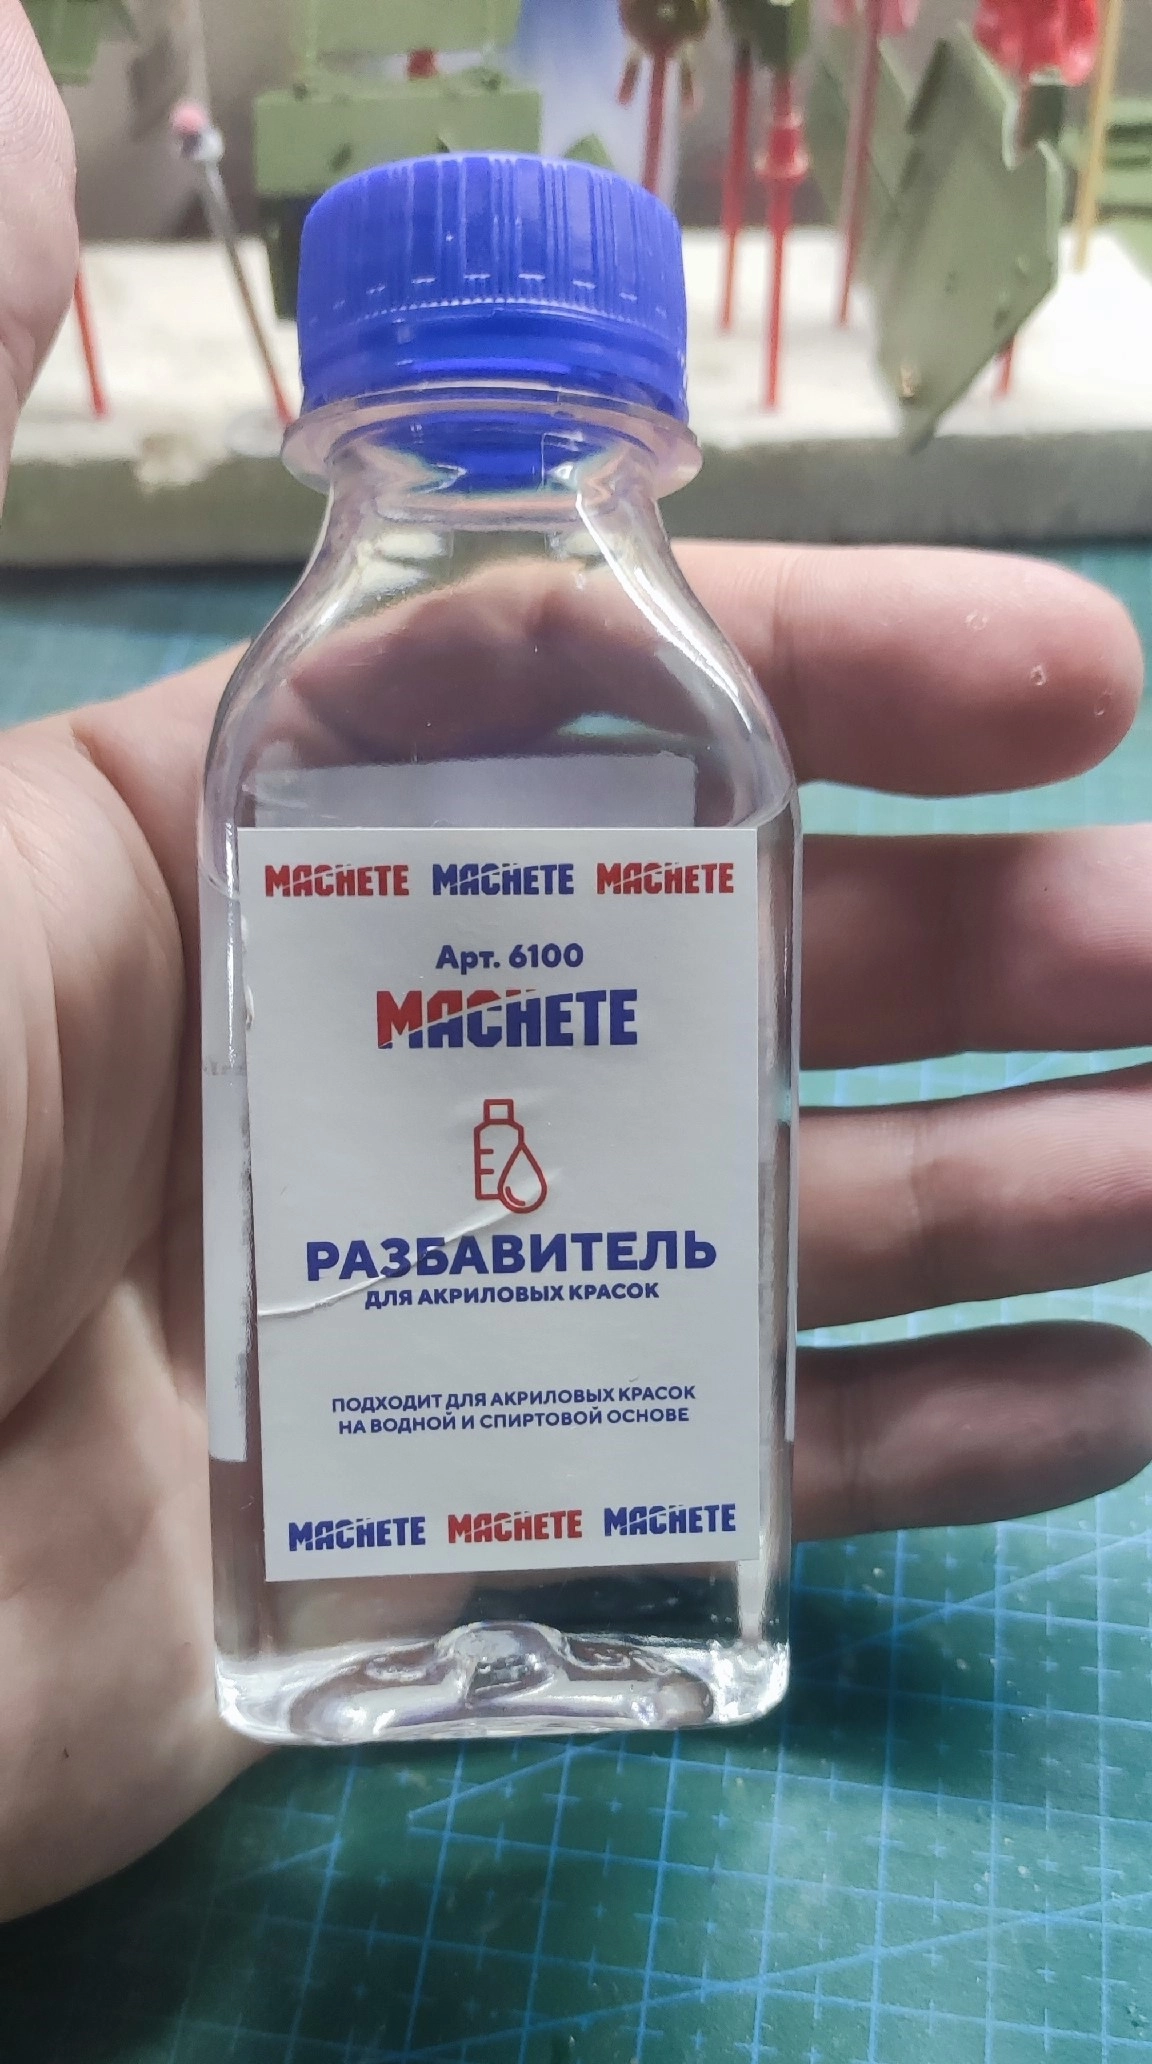 MACHETE MACHETE MACHETE
Арт. 6100
MACHETE
РАЗБАВИТЕЛЬ
ДЛЯ АКРИЛОВЫХ КРАСОК
ПОДХОДИТ ДЛЯ АКРИЛОВЫХ КРАСОК
НА ВОДНОЙ И СПИРТОВОЙ ОСНОВЕ
MACHETE MACHETE MACHETE